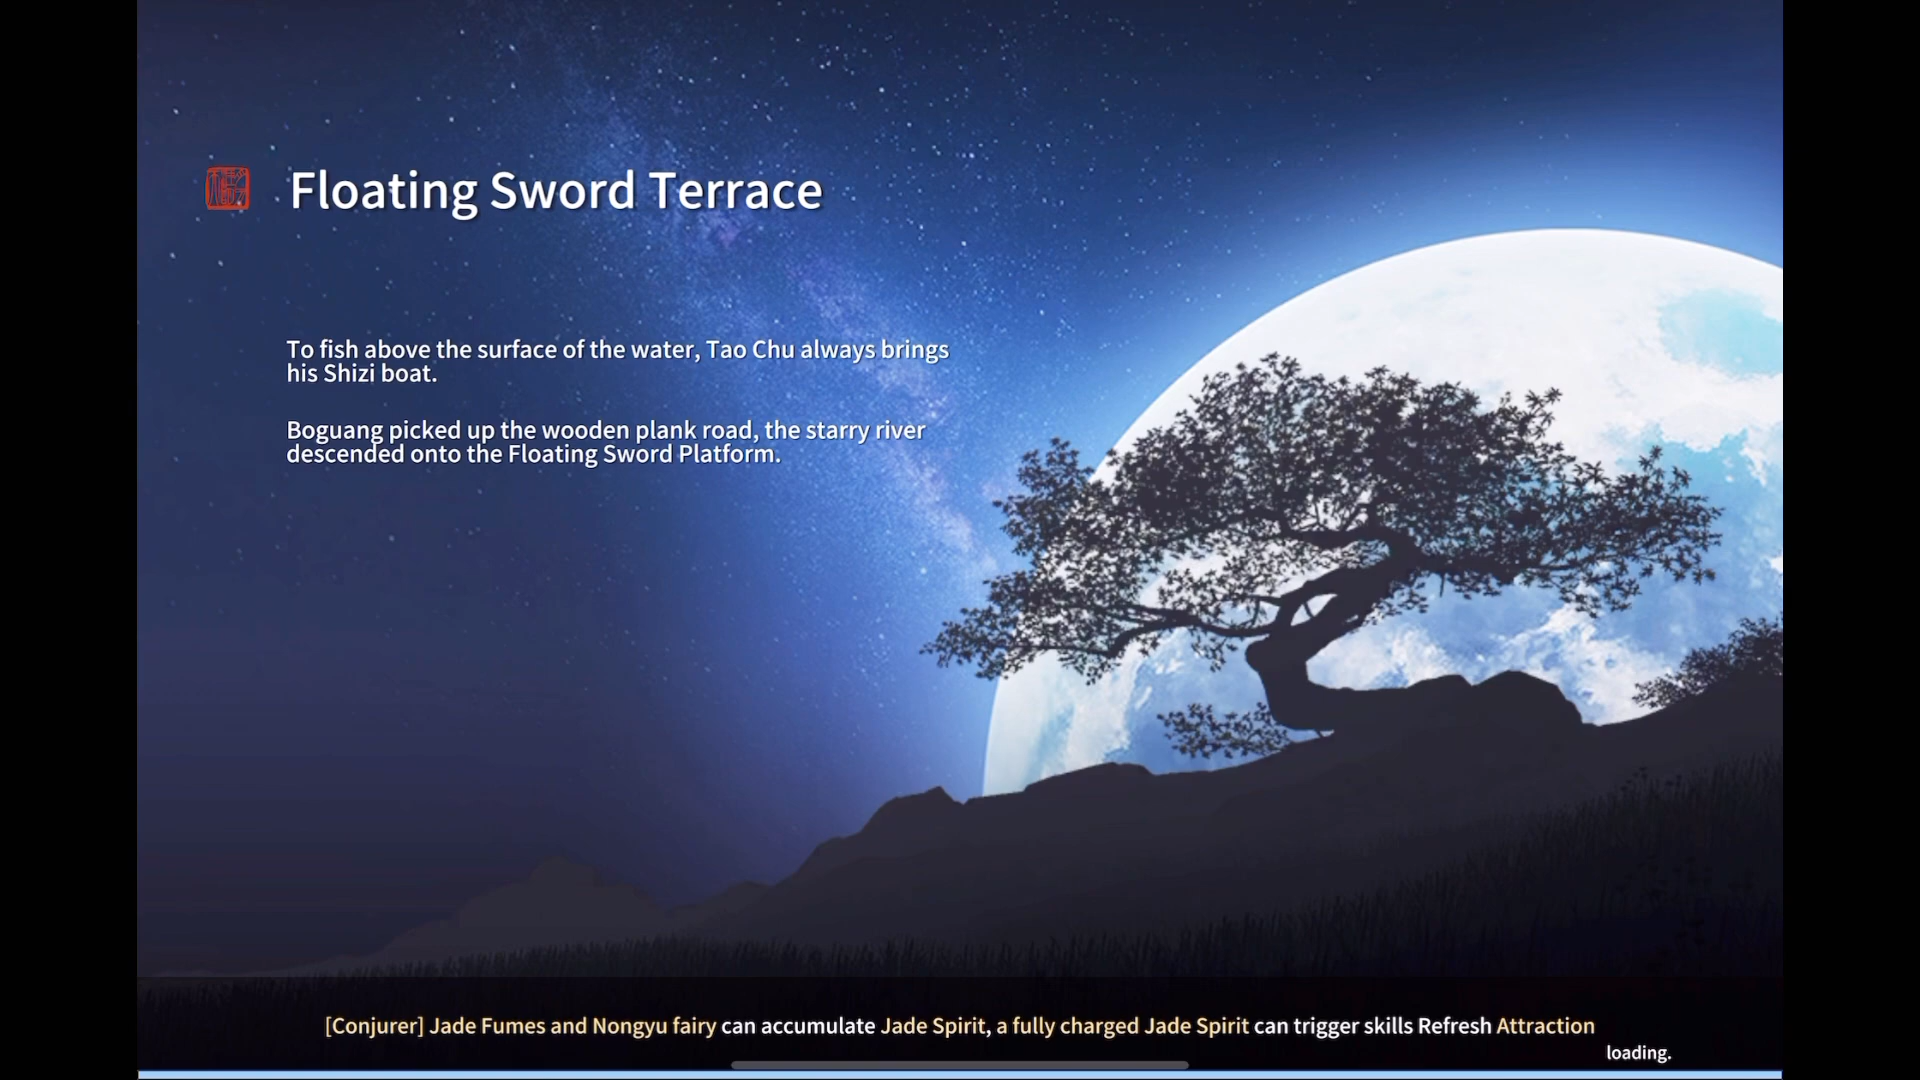 Floating Sword Terrace
To fish above the surface of the water, Tao Chu always brings
his Shizi boat.
Boguang picked up the wooden plank road, the starry river
descended onto the Floating Sword Platform.
[Conjurer] Jade Fumes and Nongyu fairy can accumulate Jade Spirit, a fully charged Jade Spirit can trigger skills Refresh Attraction
loading.